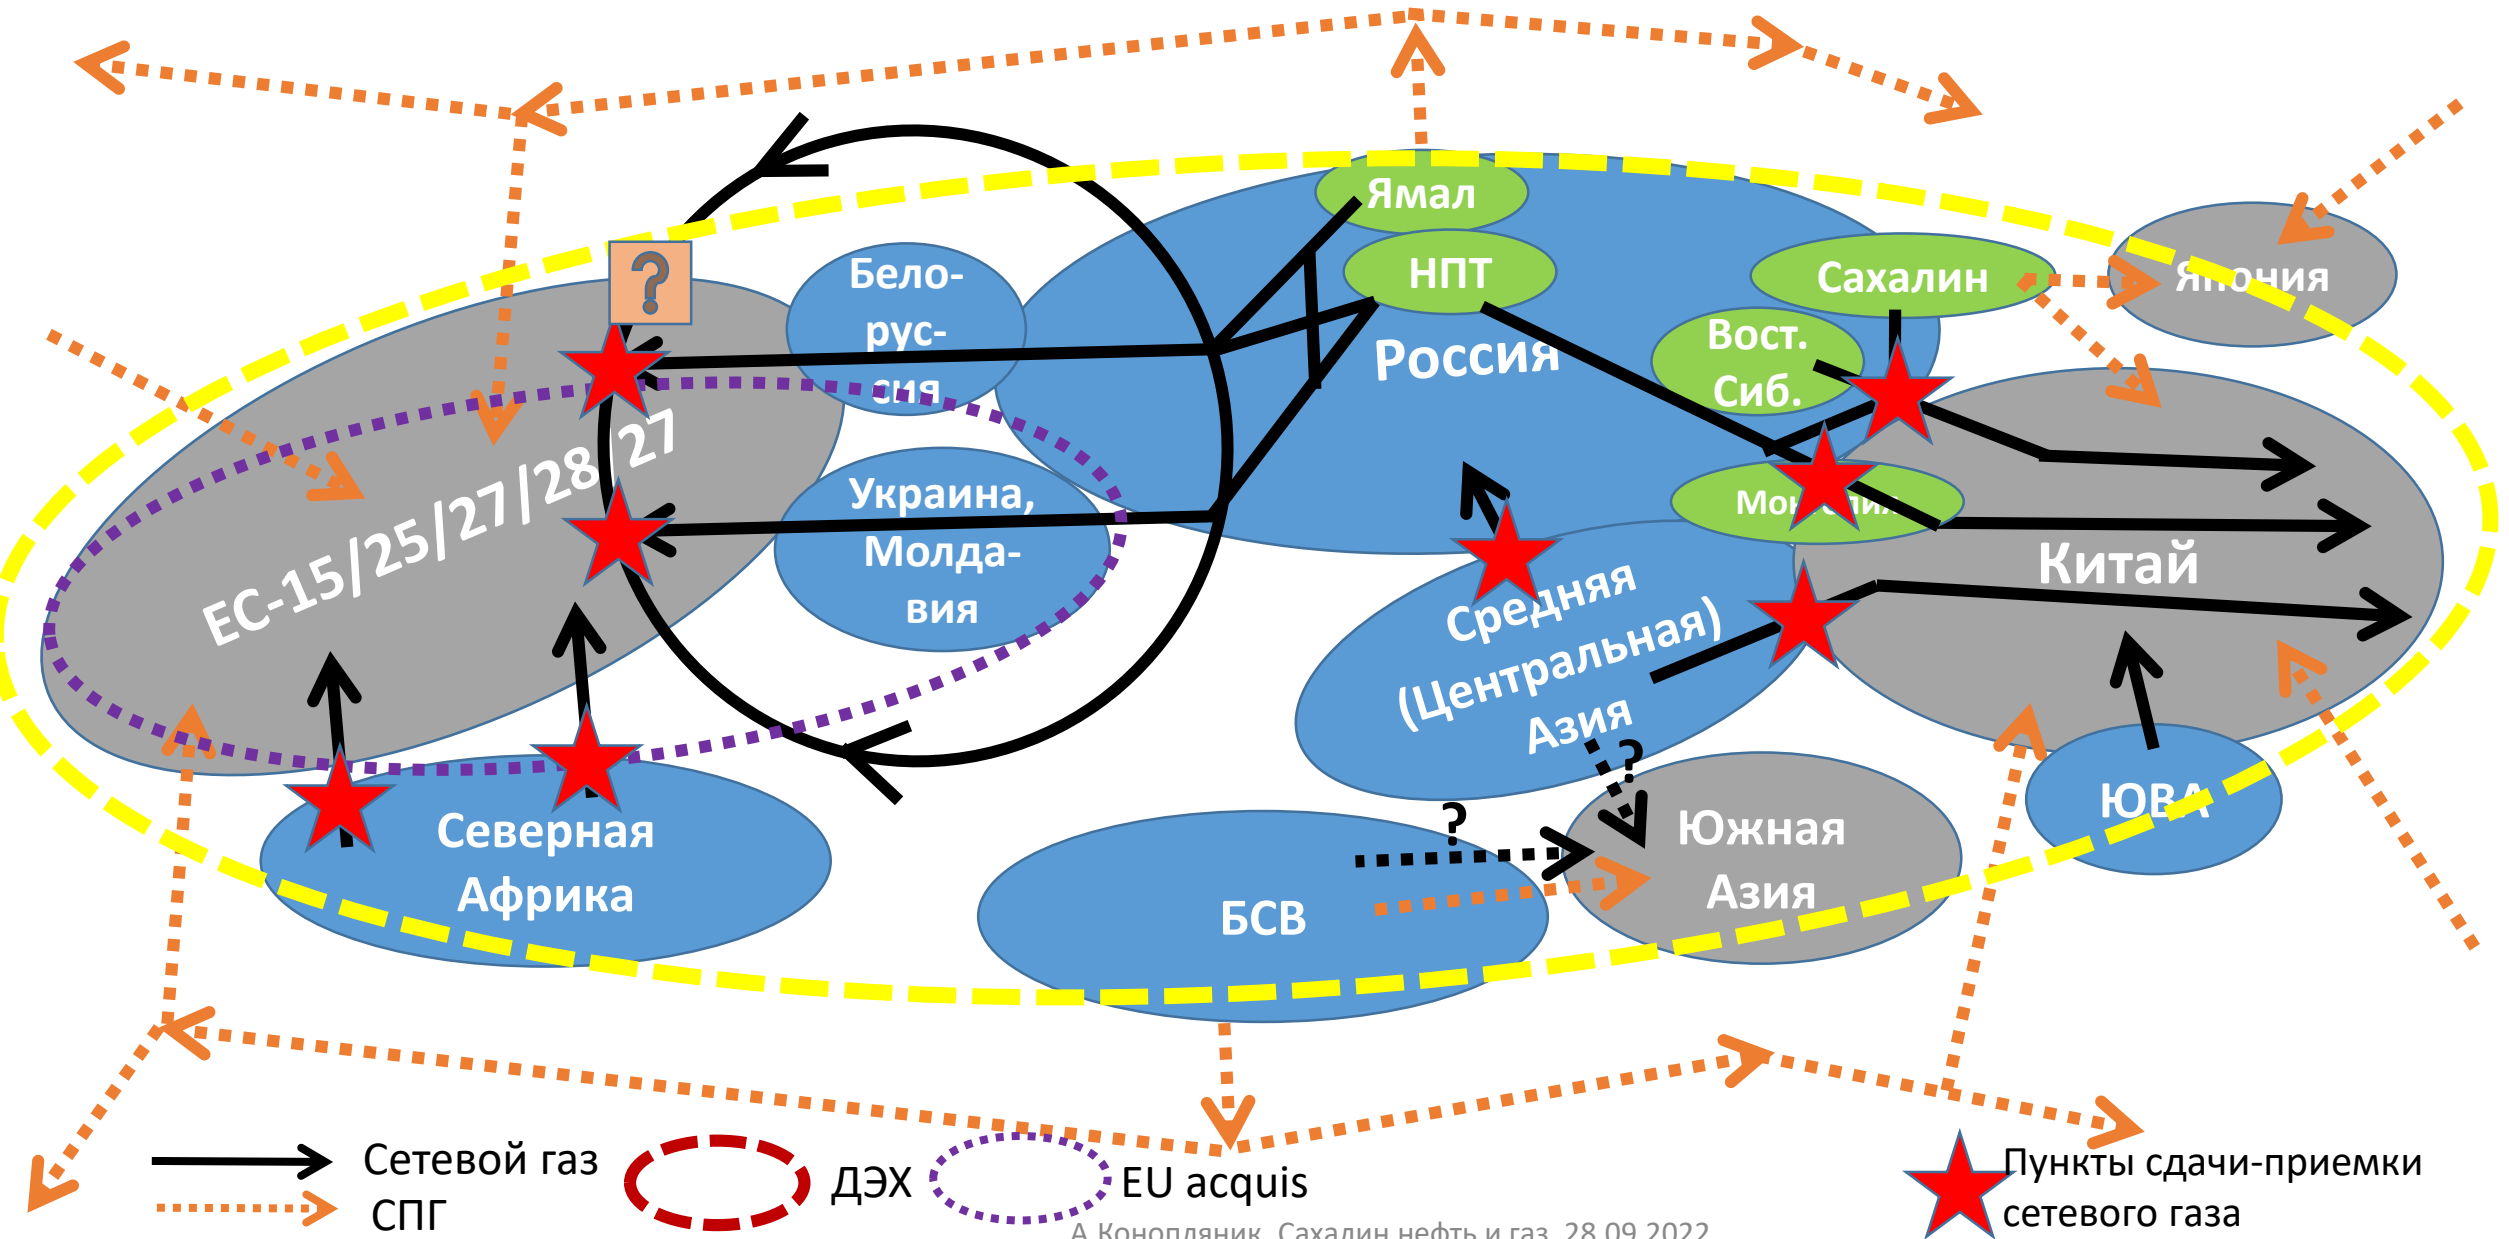 Ямал
НПТ
Сахалин
Япония
Вост.
Сиб.
Россия
Бело-
рус-
сия
?
ЕС-15/25/27/28 27
Украина,
Молда-
вия
Китай
Средняя
(Центральная)
Азия
?
?
Южная
Азия
ЮВА
Северная
Африка
БСВ
Сетевой газ
СПГ
ДЭХ
EU acquis
Пункты сдачи-приемки
сетевого газа
А.Конопляник, Сахалин нефть и газ, 28.09.2022